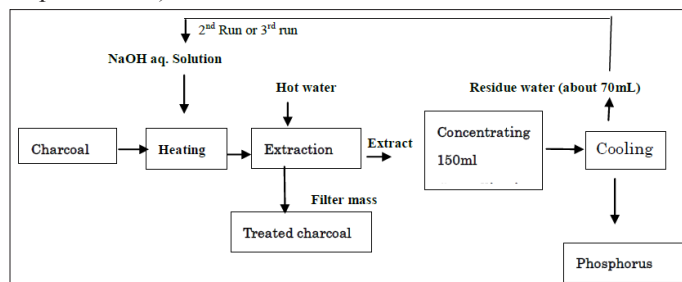 2nd Run or 3rd run
NaOH aq. Solution
Hot water
Residue water (about 70mL)
Charcoal
Heating
Extraction
Extract
Concentrating
150ml
Cooling
Filter mass
Treated charcoal
Phosphorus